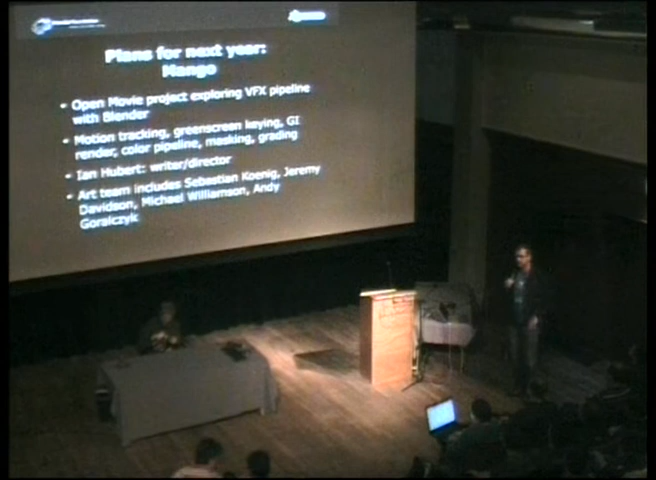 Plans for next year:
Mango
• Open Movie project exploring VFX pipeline
with Blender
• Motion tracking, greenscreen keying, GI
render, color pipeline, masking, grading
• Ian Hubert: writer/director
• Art team includes Sebastian Koenig, Jeremy
Davidson, Michael Williamson, Andy
Goralczyk